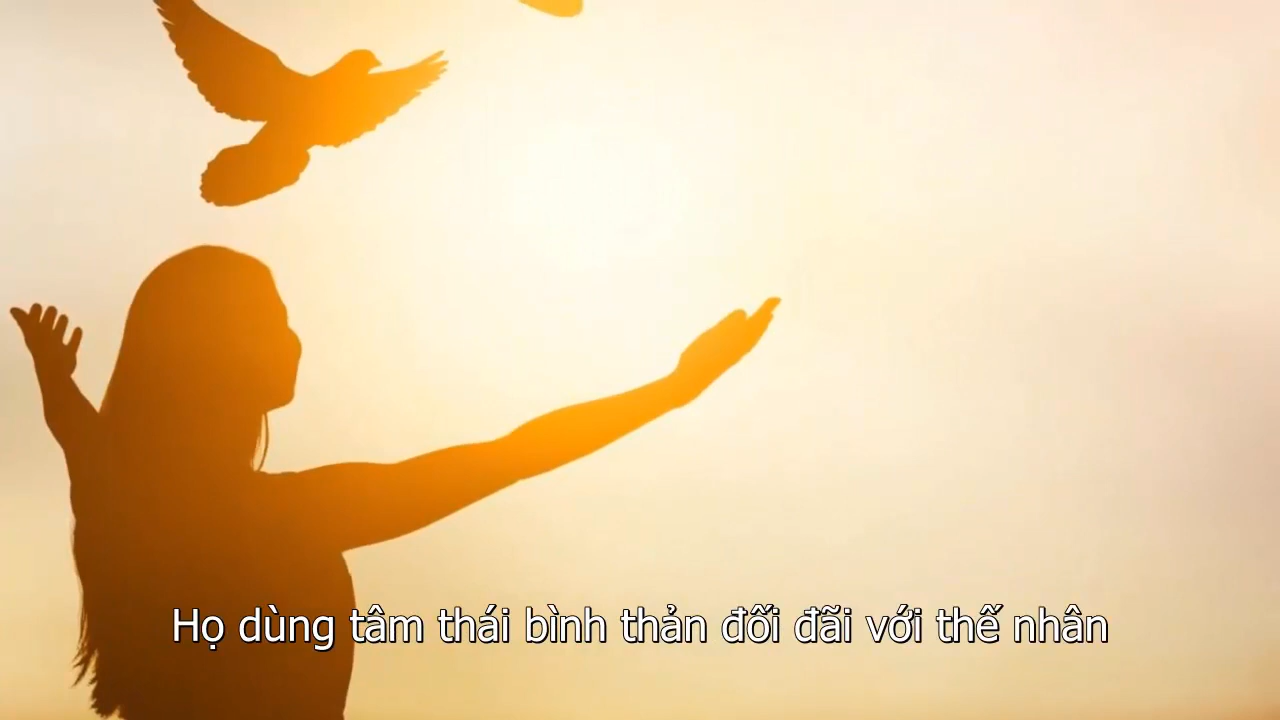 Họ dùng tâm thái bình thản đối đãi với thế nhân